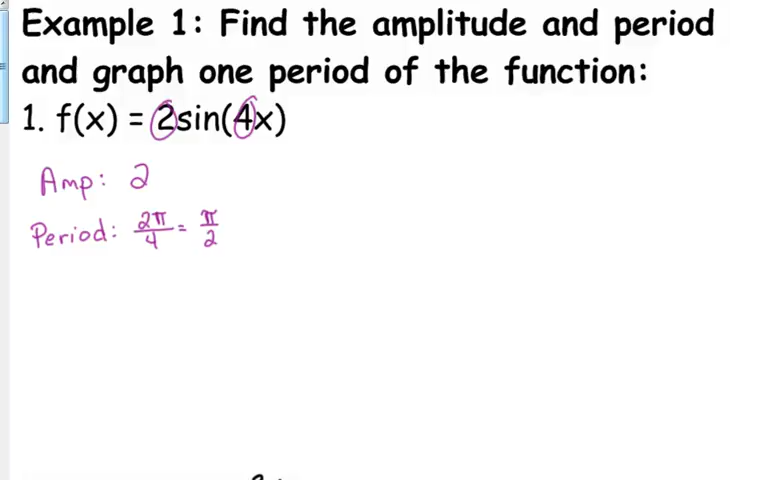 Example 1: Find the amplitude and period
and graph one period of the function:
1. f(x) = 2sin(4x)
Amp: 2
Period: 2π/4 = π/2